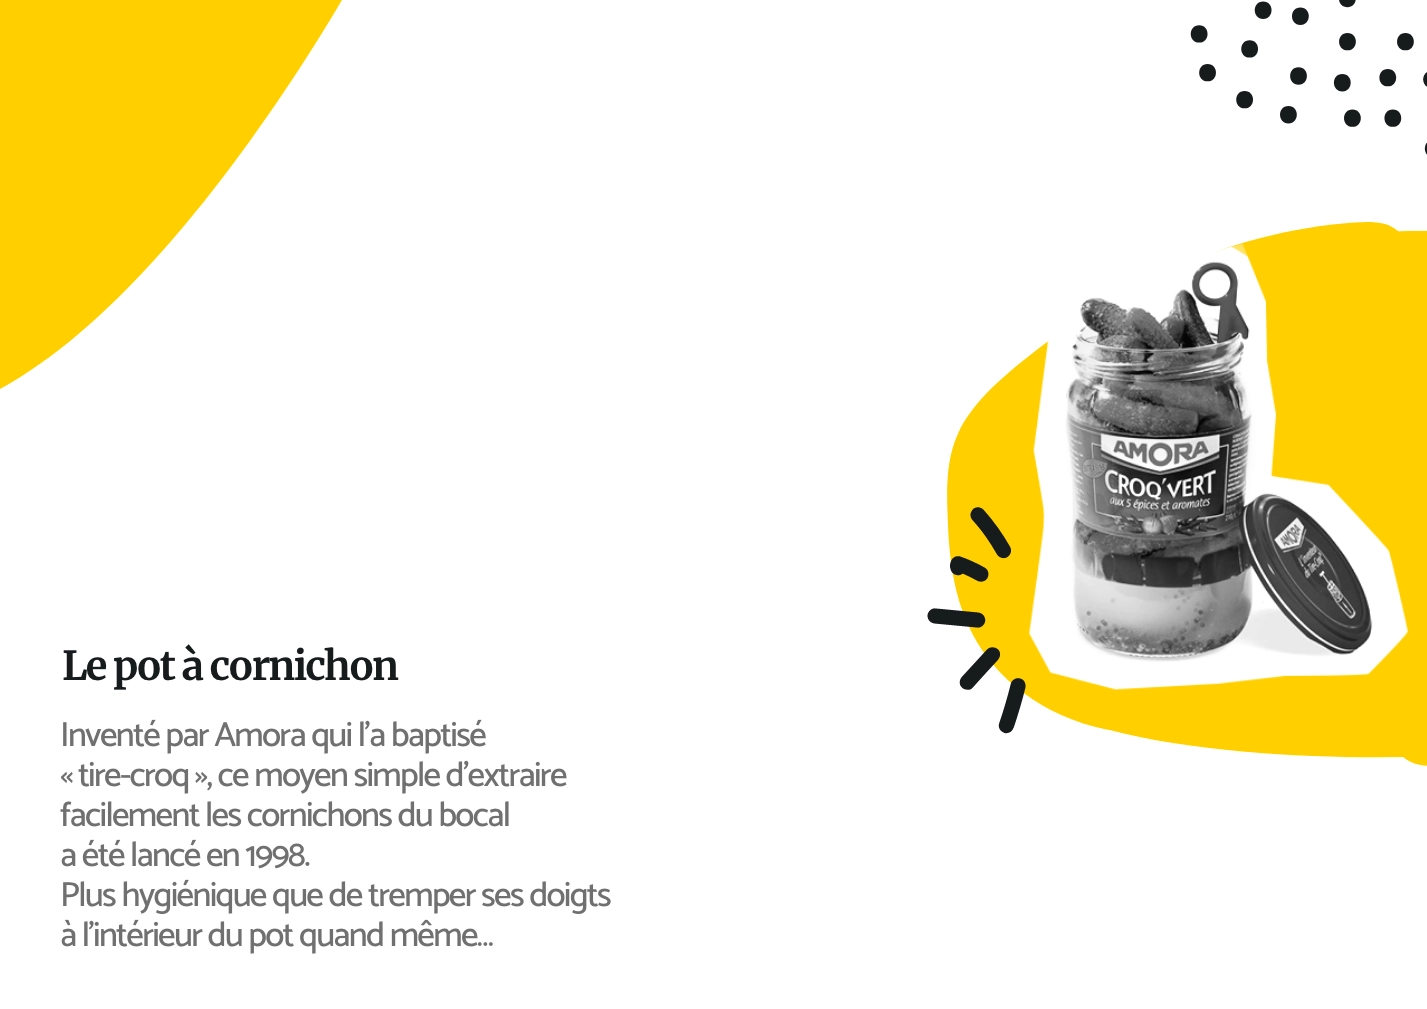 AMORA
CROQ'VERT
aux 5 épices et aromates
AMORA
Le pot à cornichon
Inventé par Amora qui l’a baptisé
« tire-croq », ce moyen simple d’extraire
facilement les cornichons du bocal
a été lancé en 1998.
Plus hygiénique que de tremper ses doigts
à l’intérieur du pot quand même...